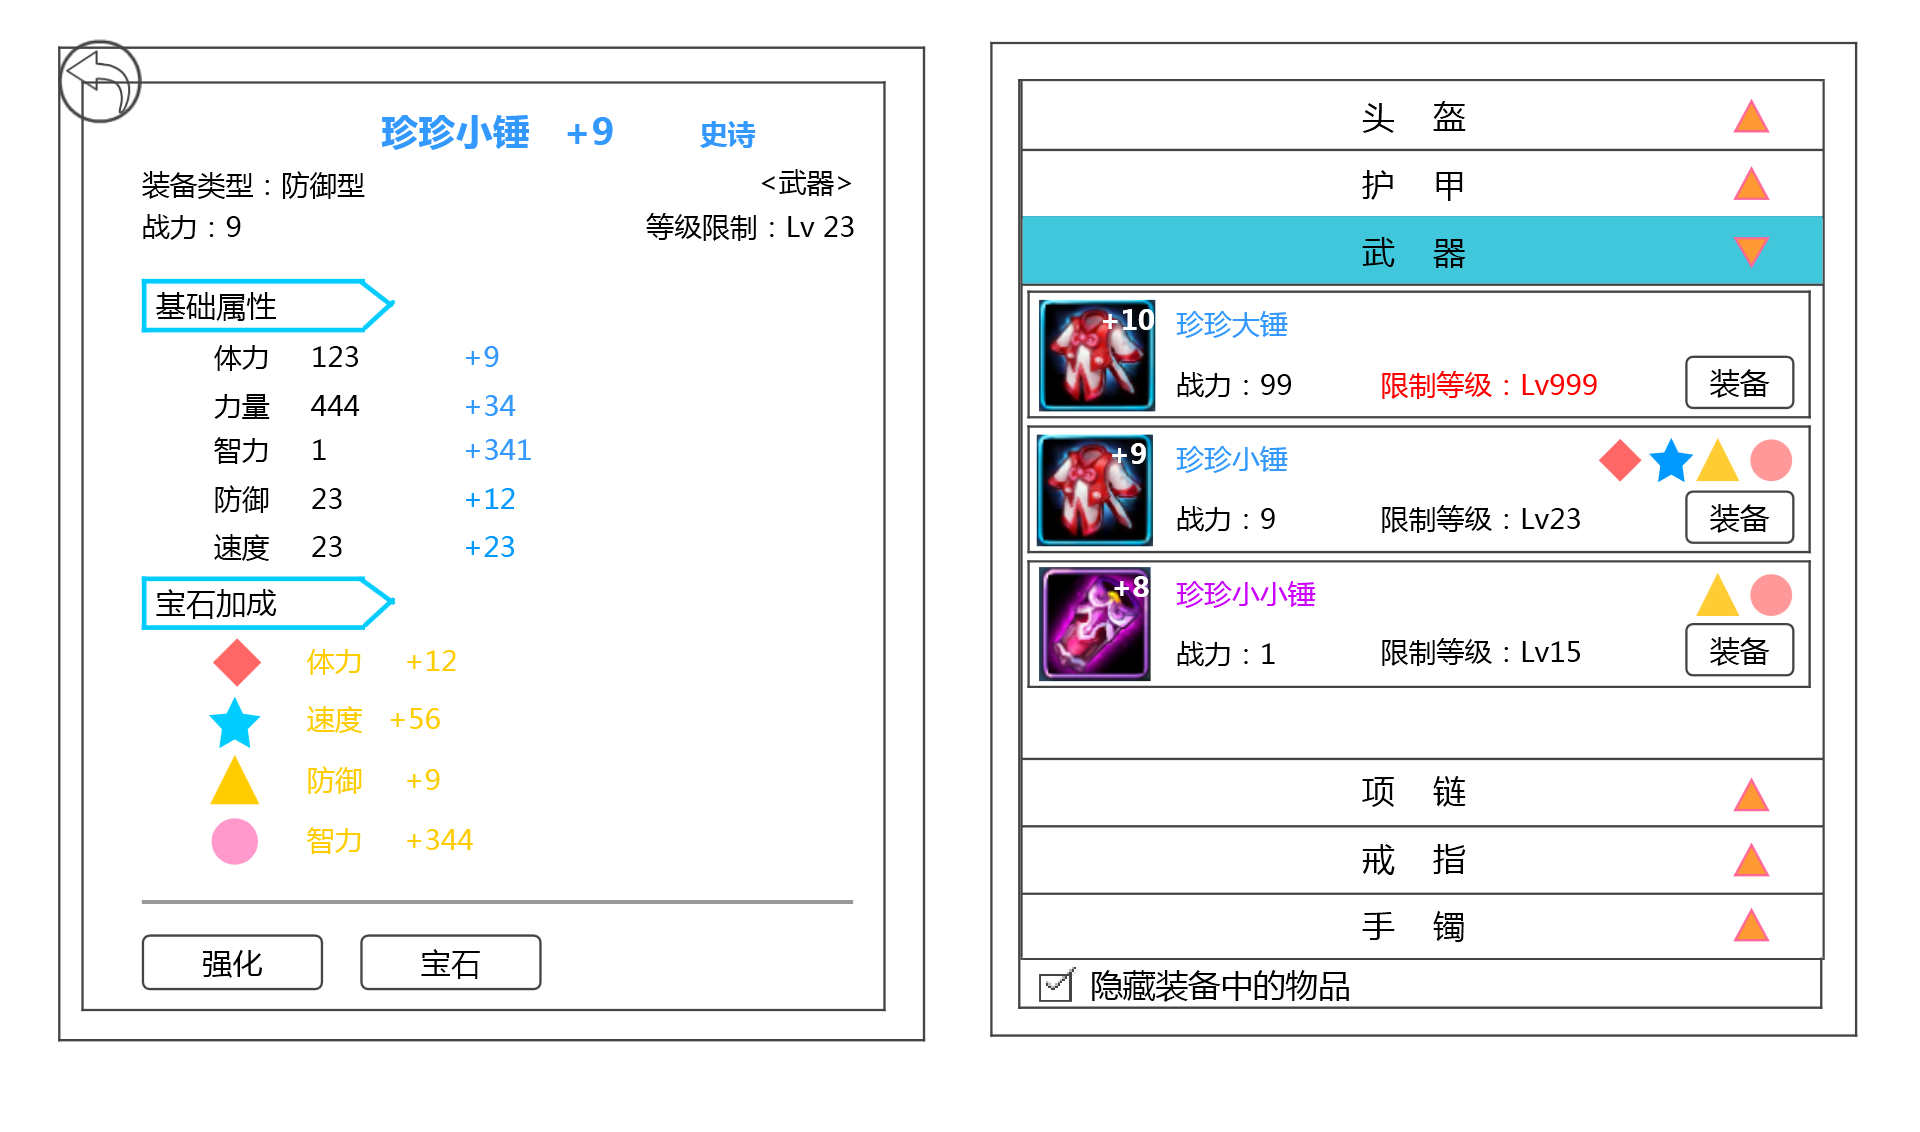 珍珍小锤 +9 史诗
装备类型：防御型 <武器>
战力：9 等级限制：Lv 23
基础属性
体力 123 +9
力量 444 +34
智力 1 +341
防御 23 +12
速度 23 +23
宝石加成
体力 +12
速度 +56
防御 +9
智力 +344
强化 宝石
头 盔
护 甲
武 器
+10 珍珍大锤
战力：99 限制等级：Lv999 装备
+9 珍珍小锤
战力：9 限制等级：Lv23 装备
+8 珍珍小小锤
战力：1 限制等级：Lv15 装备
项 链
戒 指
手 镯
隐藏装备中的物品